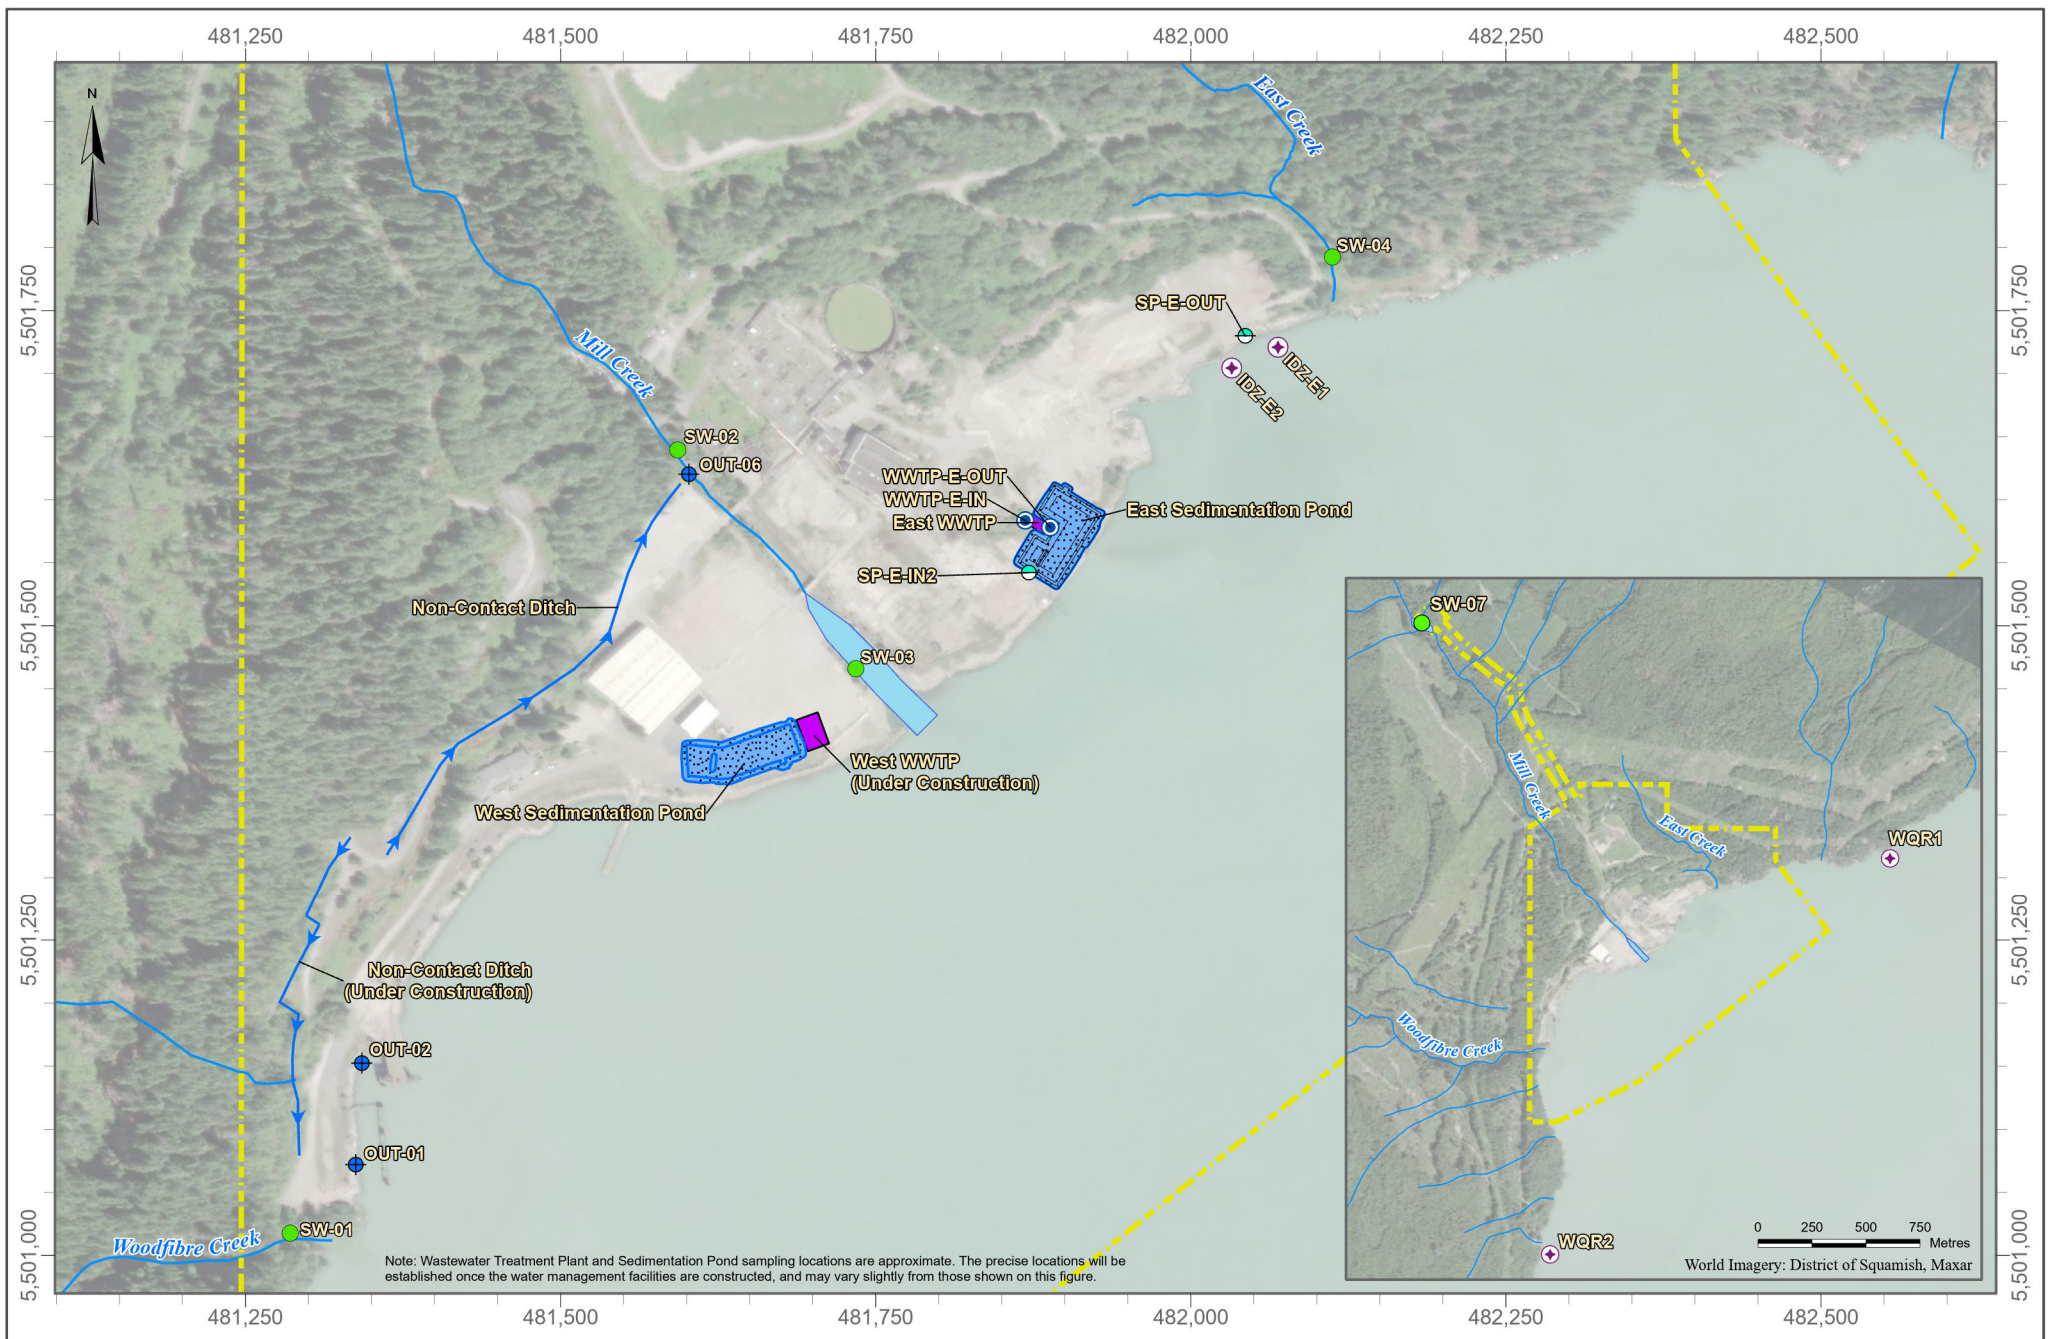 481,250
481,500
481,750
482,000
482,250
482,500
N
East Creek
SW-04
5,501,750
5,501,750
SP-E-OUT
IDZ-E1
IDZ-E2
Mill Creek
SW-02
OUT-06
WWTP-E-OUT
WWTP-E-IN
East WWTP
East Sedimentation Pond
SP-E-IN2
Non-Contact Ditch
5,501,500
5,501,500
SW-07
SW-03
West WWTP
(Under Construction)
West Sedimentation Pond
Mill Creek
East Creek
WQR1
5,501,250
5,501,250
Non-Contact Ditch
(Under Construction)
Woodfibre Creek
OUT-02
OUT-01
SW-01
Woodfibre Creek
5,501,000
5,501,000
WQR2
0 250 500 750
Metres
World Imagery: District of Squamish, Maxar
Note: Wastewater Treatment Plant and Sedimentation Pond sampling locations are approximate. The precise locations will be
established once the water management facilities are constructed, and may vary slightly from those shown on this figure.
481,250
481,500
481,750
482,000
482,250
482,500